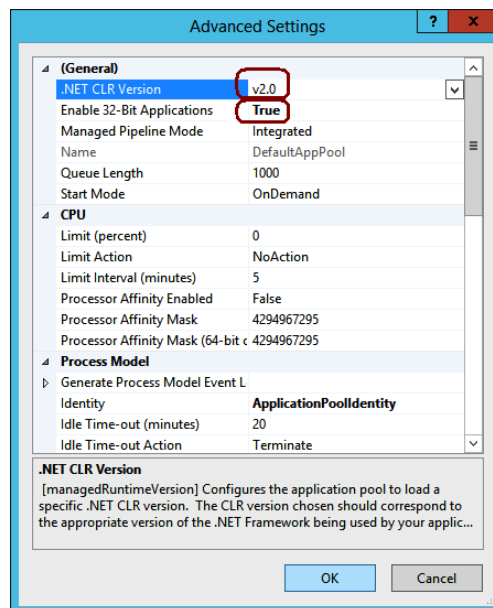 Advanced Settings
(General)
.NET CLR Version v2.0
Enable 32-Bit Applications True
Managed Pipeline Mode Integrated
Name DefaultAppPool
Queue Length 1000
Start Mode OnDemand
CPU
Limit (percent) 0
Limit Action NoAction
Limit Interval (minutes) 5
Processor Affinity Enabled False
Processor Affinity Mask 4294967295
Processor Affinity Mask (64-bit c 4294967295
Process Model
Generate Process Model Event L
Identity ApplicationPoolIdentity
Idle Time-out (minutes) 20
Idle Time-out Action Terminate
.NET CLR Version
[managedRuntimeVersion] Configures the application pool to load a
specific .NET CLR version. The CLR version chosen should correspond to
the appropriate version of the .NET Framework being used by your applic...
OK Cancel